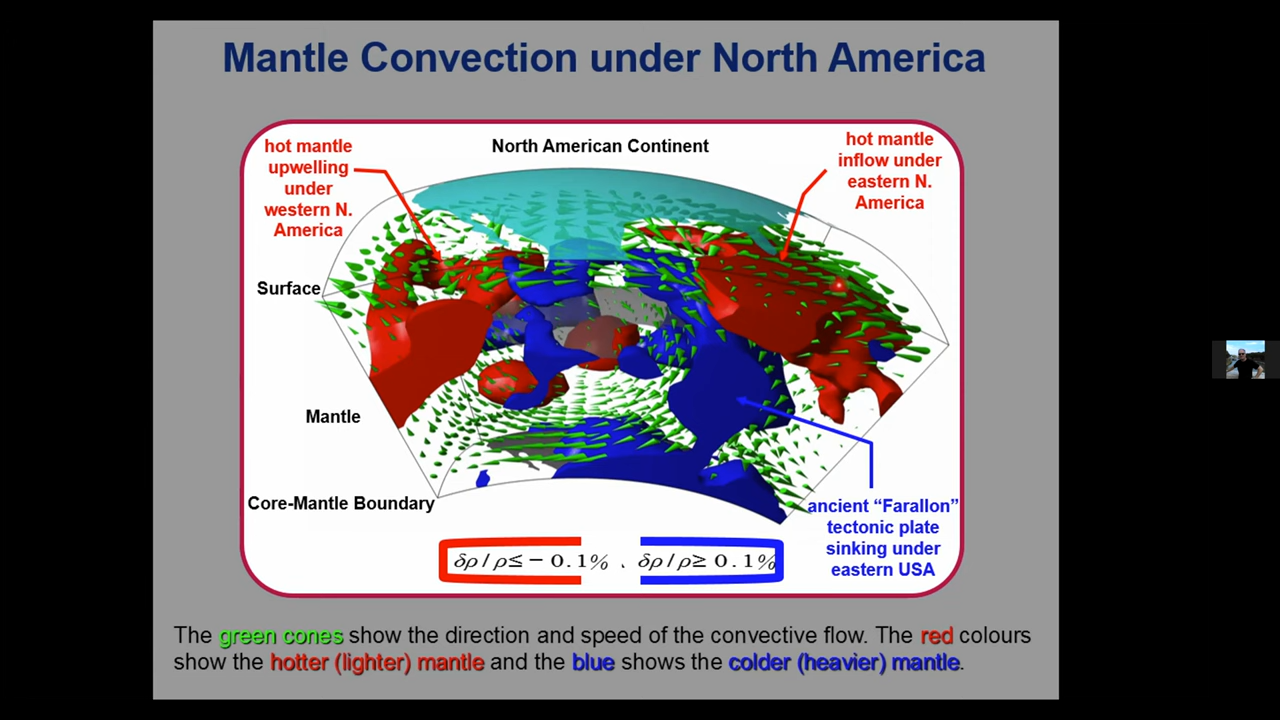 Mantle Convection under North America
hot mantle
upwelling
under
western N.
America
North American Continent
hot mantle
inflow under
eastern N.
America
Surface
Mantle
Core-Mantle Boundary
ancient “Farallon”
tectonic plate
sinking under
eastern USA
δρ/ρ≤−0.1% 、 δρ/ρ≥0.1%
The green cones show the direction and speed of the convective flow. The red colours
show the hotter (lighter) mantle and the blue shows the colder (heavier) mantle.